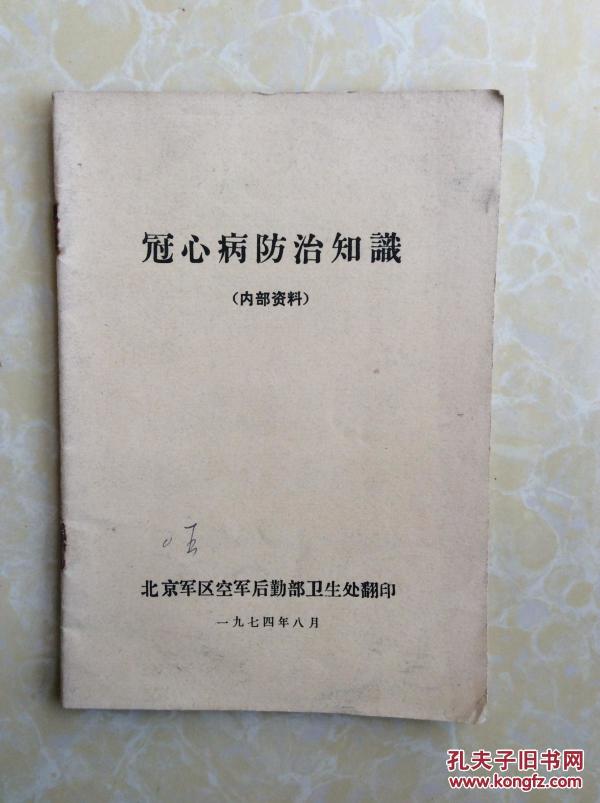 冠心病防治知識
（内部资料）
北京军区空军后勤部卫生处翻印
一九七四年八月
孔夫子旧书网
www.kongfz.com